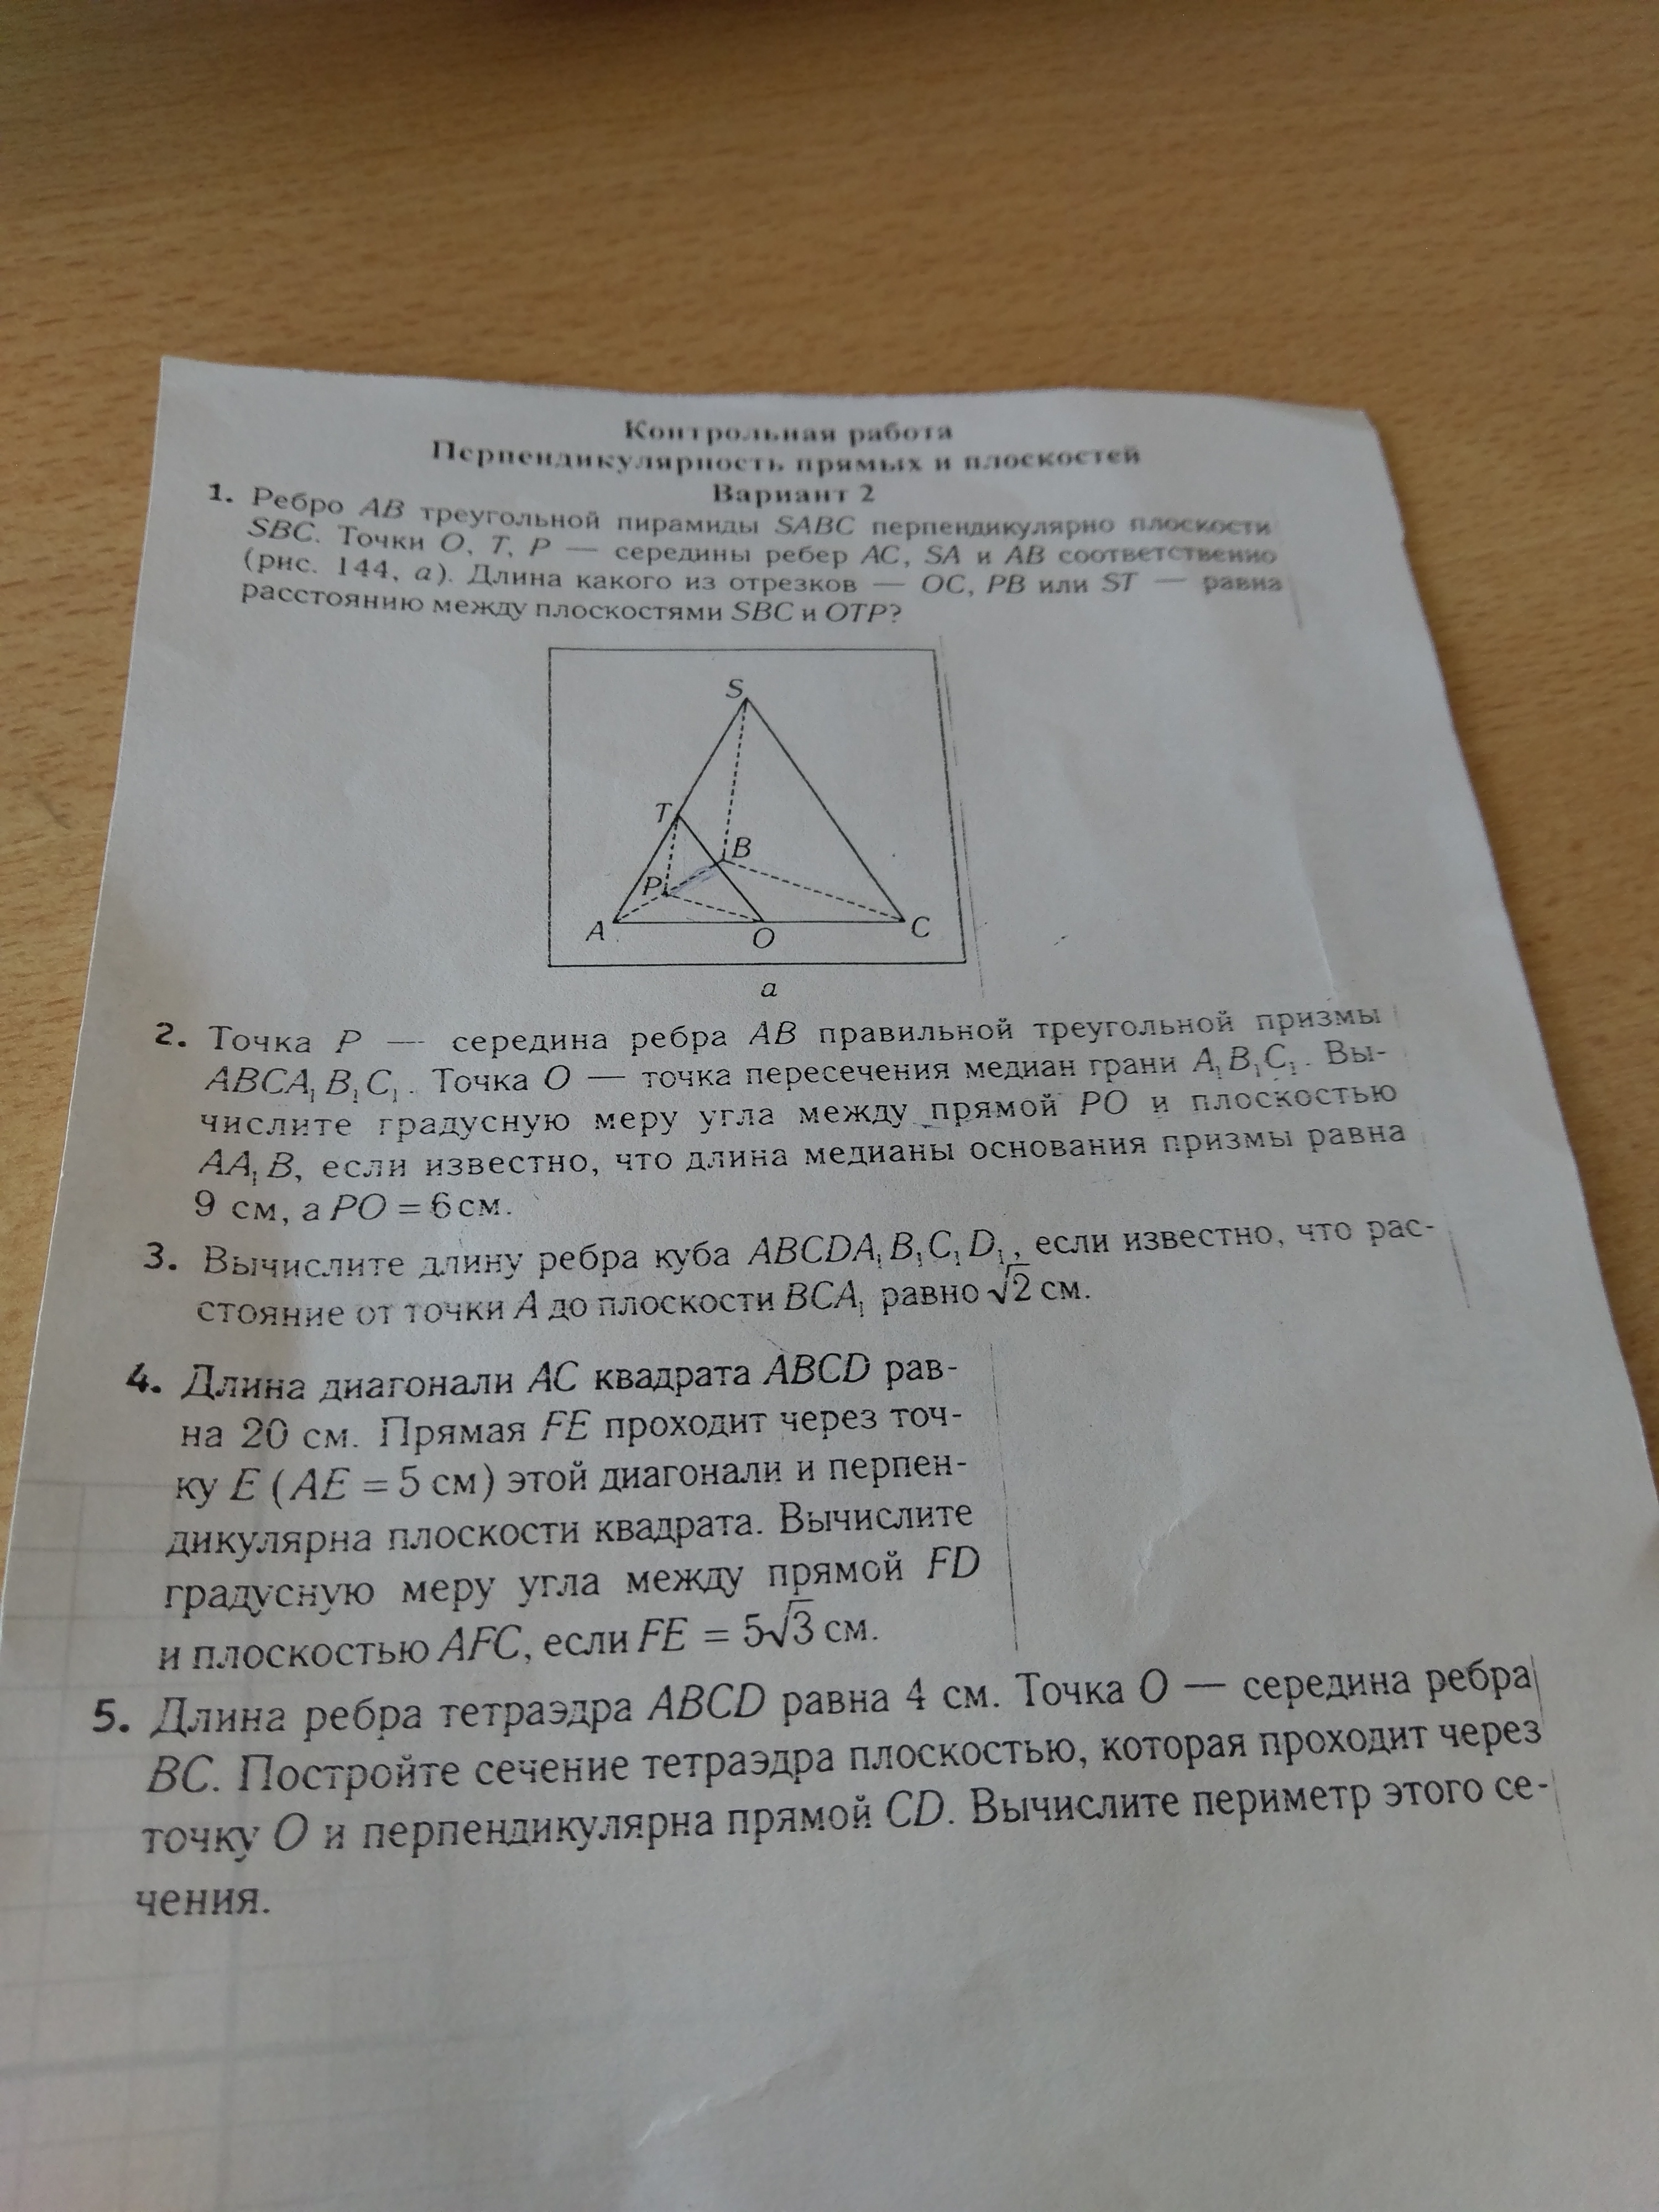 Контрольная работа
Перпендикулярность прямых и плоскостей
Вариант 2
1. Ребро AB треугольной пирамиды SABC перпендикулярно плоскости
SBC. Точки O, T, P — середины ребер AC, SA и AB соответственно
(рис. 144, а). Длина какого из отрезков — OC, PB или ST — равна
расстоянию между плоскостями SBC и OTP?
S
T
B
P
A
O
C
а
2. Точка P — середина ребра AB правильной треугольной призмы
ABCA₁B₁C₁. Точка O — точка пересечения медиан грани A₁B₁C₁. Вы-
числите градусную меру угла между прямой PO и плоскостью
AA₁B, если известно, что длина медианы основания призмы равна
9 см, а PO = 6 см.
3. Вычислите длину ребра куба ABCDA₁B₁C₁D₁, если известно, что рас-
стояние от точки A до плоскости BCA₁ равно √2 см.
4. Длина диагонали AC квадрата ABCD рав-
на 20 см. Прямая FE проходит через точ-
ку E (AE = 5 см) этой диагонали и перпен-
дикулярна плоскости квадрата. Вычислите
градусную меру угла между прямой FD
и плоскостью AFC, если FE = 5√3 см.
5. Длина ребра тетраэдра ABCD равна 4 см. Точка O — середина ребра
BC. Постройте сечение тетраэдра плоскостью, которая проходит через
точку O и перпендикулярна прямой CD. Вычислите периметр этого се-
чения.